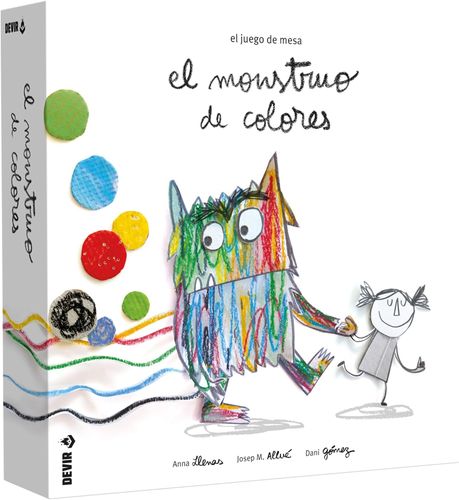 el juego de mesa
el monstruo
de colores
DEVIR
el monstruo
de colores
DEVIR
Anna Llenas Josep M. Allué Dani Gómez